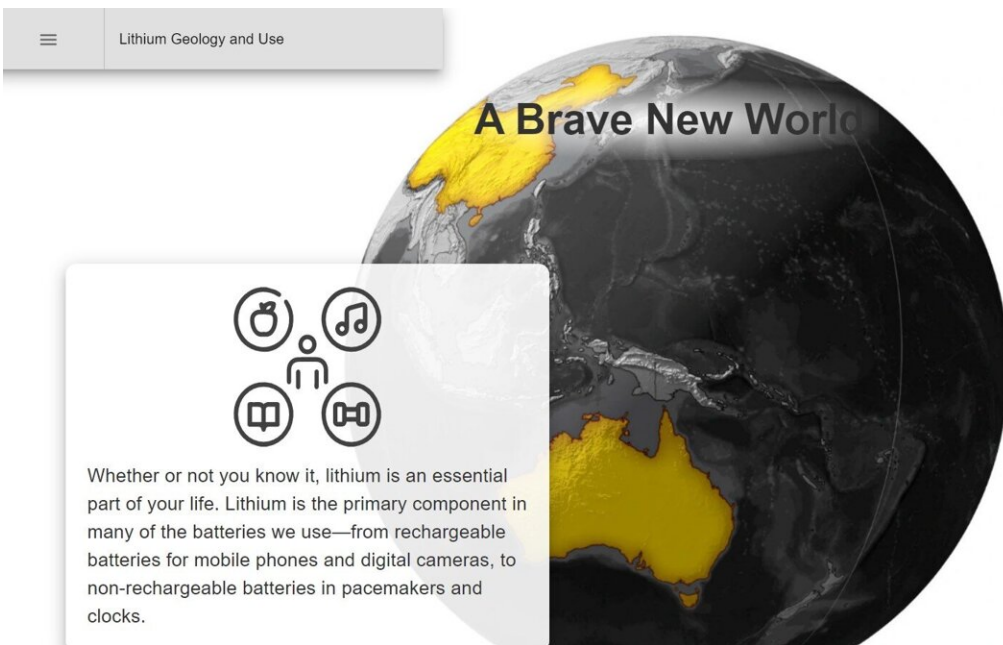 Lithium Geology and Use
A Brave New World
Whether or not you know it, lithium is an essential
part of your life. Lithium is the primary component in
many of the batteries we use—from rechargeable
batteries for mobile phones and digital cameras, to
non-rechargeable batteries in pacemakers and
clocks.